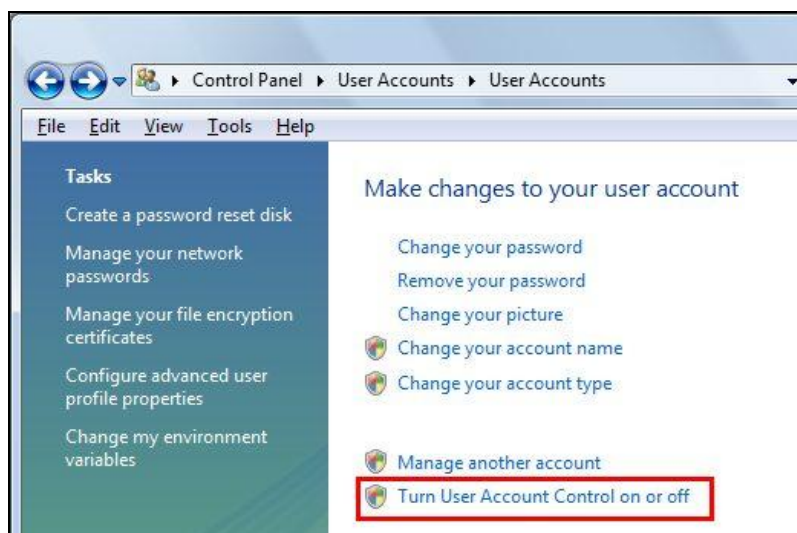 Control Panel ▸ User Accounts ▸ User Accounts
File Edit View Tools Help
Tasks
Create a password reset disk
Manage your network
passwords
Manage your file encryption
certificates
Configure advanced user
profile properties
Change my environment
variables
Make changes to your user account
Change your password
Remove your password
Change your picture
Change your account name
Change your account type
Manage another account
Turn User Account Control on or off